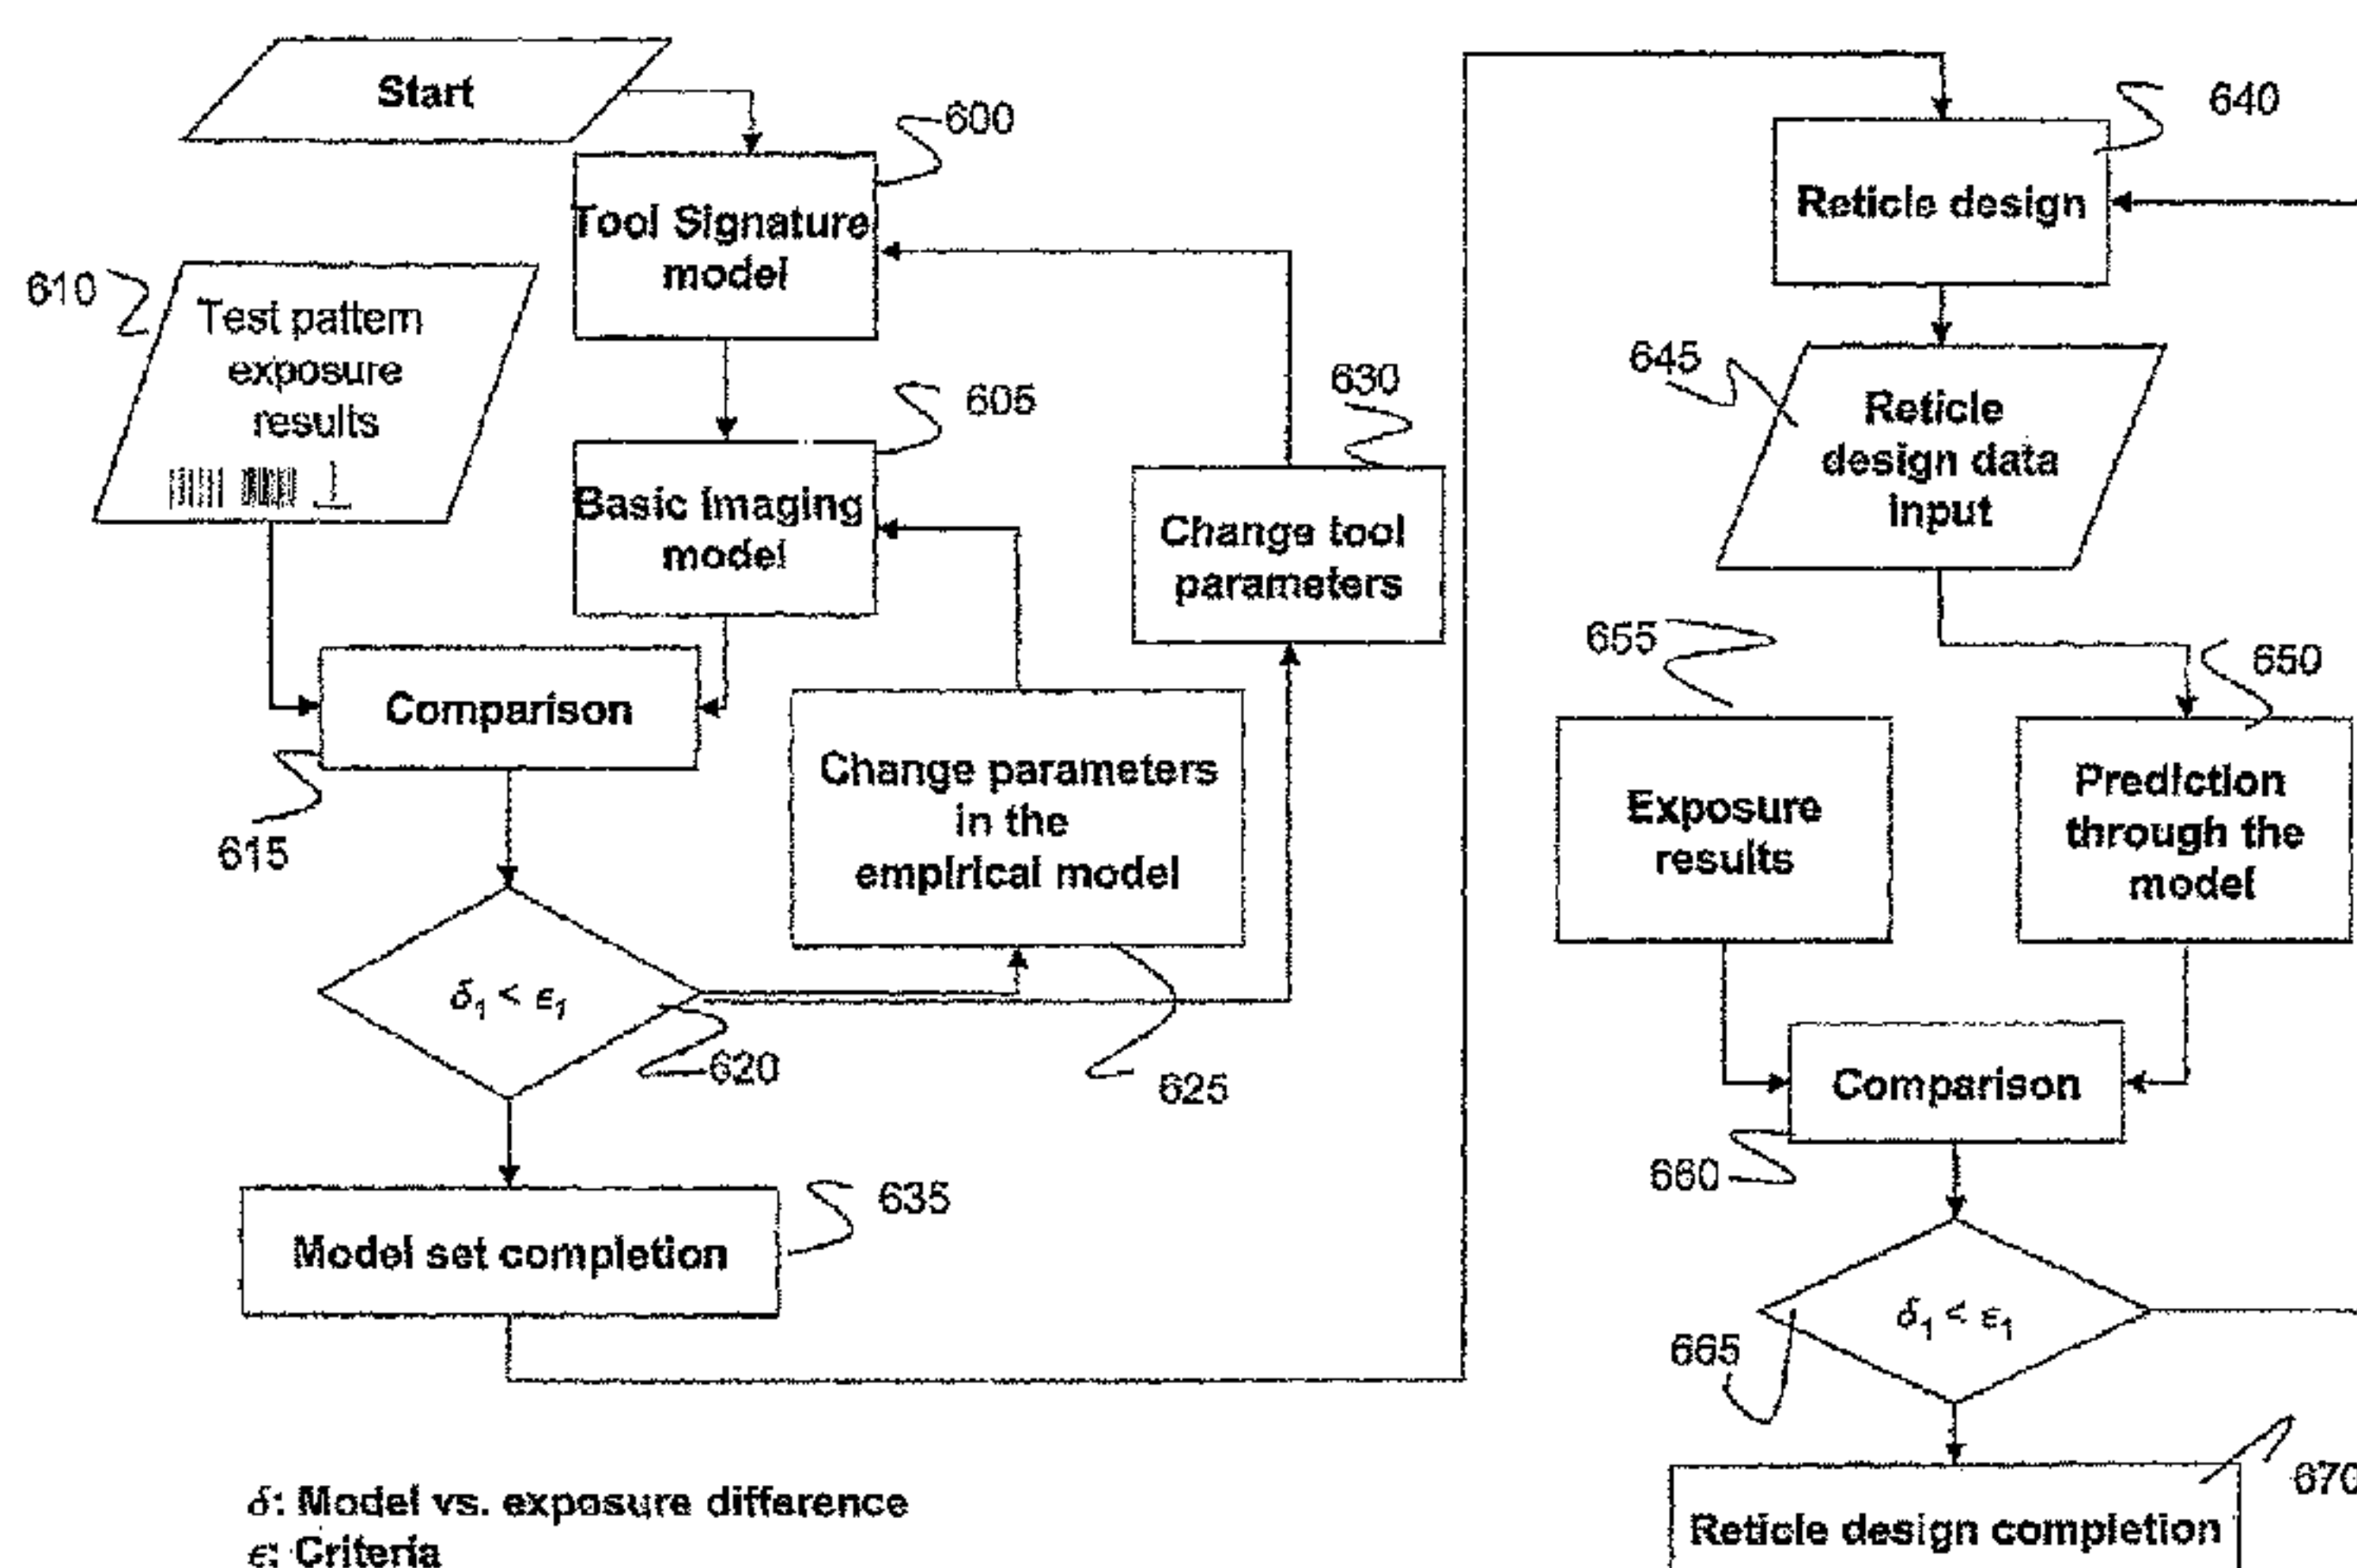 Start
600
Tool Signature
model
610
Test pattern
exposure
results
605
Basic Imaging
model
630
Change tool
parameters
Comparison
615
Change parameters
in the
empirical model
δ1 < ϵ1
620
625
Model set completion
635
δ: Model vs. exposure difference
ϵ: Criteria
640
Reticle design
645
Reticle
design data
input
655
650
Exposure
results
Prediction
through the
model
Comparison
660
δ1 < ϵ1
665
670
Reticle design completion